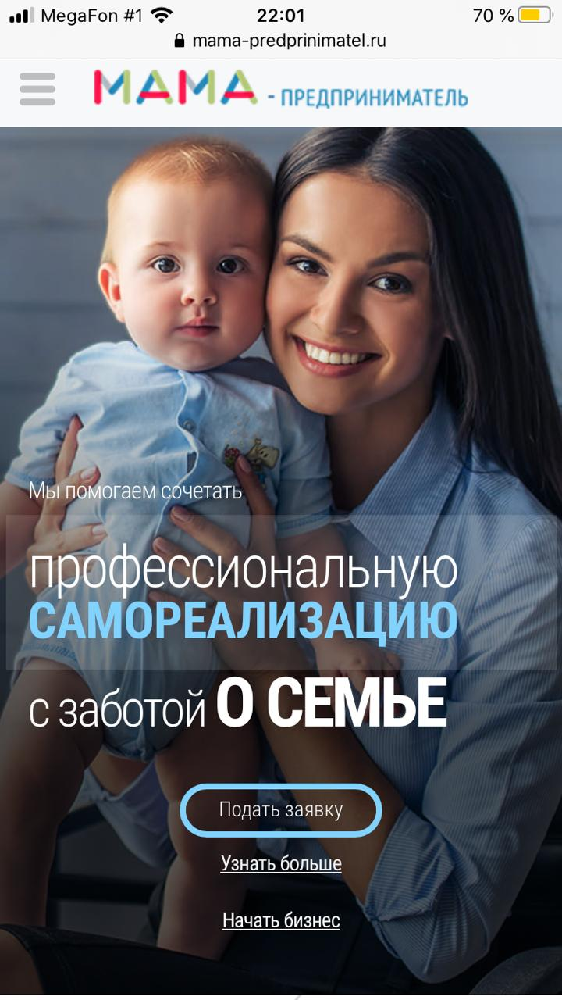 MegaFon #1 22:01 70 %
mama-predprinimatel.ru
МАМА - ПРЕДПРИНИМАТЕЛЬ
Мы помогаем сочетать
профессиональную
САМОРЕАЛИЗАЦИЮ
с заботой О СЕМЬЕ
Подать заявку
Узнать больше
Начать бизнес